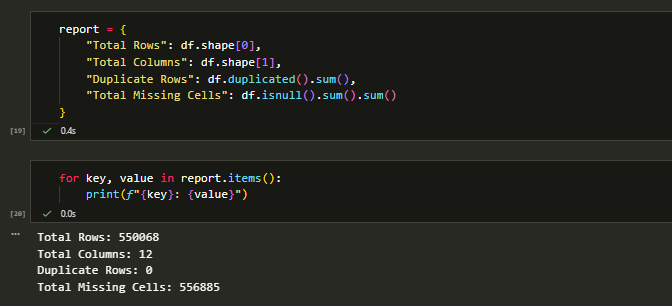 report = {
    "Total Rows": df.shape[0],
    "Total Columns": df.shape[1],
    "Duplicate Rows": df.duplicated().sum(),
    "Total Missing Cells": df.isnull().sum().sum()
}
[19] ✓ 0.4s
for key, value in report.items():
    print(f"{key}: {value}")
[20] ✓ 0.0s
... Total Rows: 550068
Total Columns: 12
Duplicate Rows: 0
Total Missing Cells: 556885